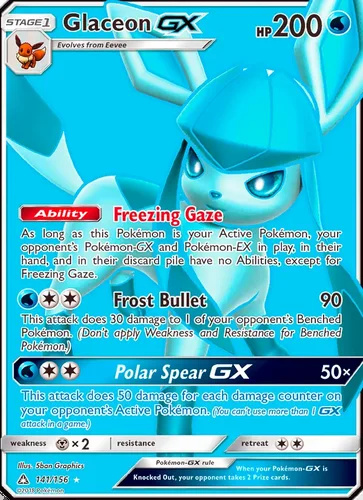 STAGE 1 Glaceon GX HP 200
Evolves from Eevee
Ability Freezing Gaze
As long as this Pokémon is your Active Pokémon, your
opponent's Pokémon-GX and Pokémon-EX in play, in their
hand, and in their discard pile have no Abilities, except for
Freezing Gaze.
Frost Bullet 90
This attack does 30 damage to 1 of your opponent's Benched
Pokémon. (Don't apply Weakness and Resistance for Benched
Pokémon.)
Polar Spear GX 50×
This attack does 50 damage for each damage counter on
your opponent's Active Pokémon. (You can't use more than 1 GX
attack in a game.)
weakness ×2 resistance retreat
Illus. 5ban Graphics
141/156
©2018 Pokémon
Pokémon-GX rule
When your Pokémon-GX is
Knocked Out, your opponent takes 2 Prize cards.